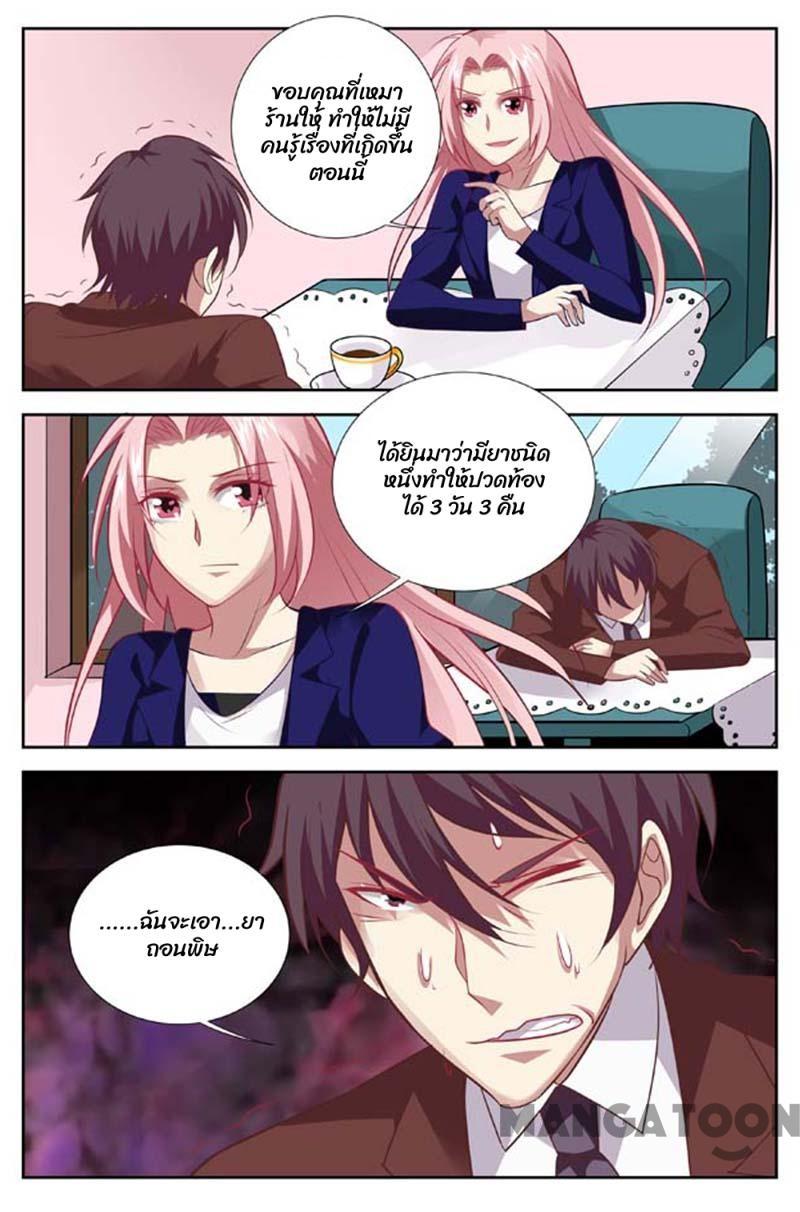 ขอบคุณที่เหมา
ร้านให้ ทำให้ไม่มี
คนรู้เรื่องที่เกิดขึ้น
ตอนนี้
ได้ยินมาว่ามียาชนิด
หนึ่งทำให้ปวดท้อง
ได้ 3 วัน 3 คืน
......ฉันจะเอา...ยา
ถอนพิษ
MANGATOON